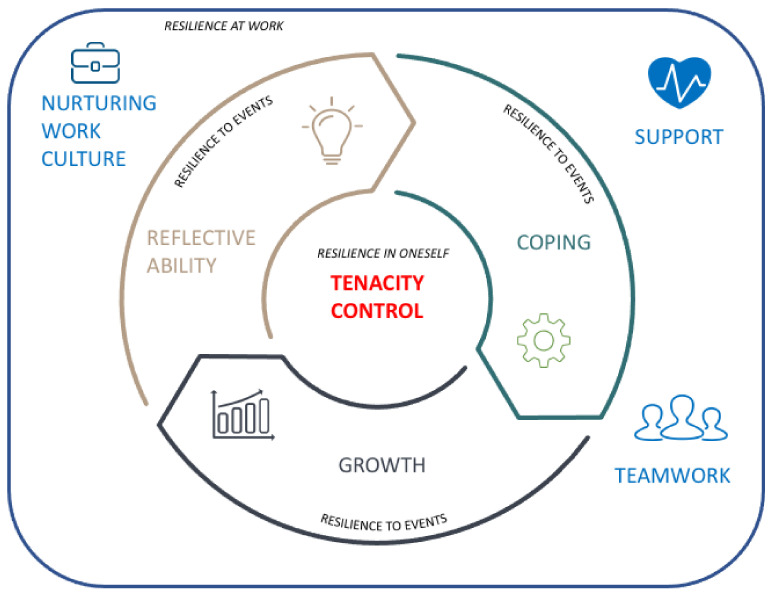 RESILIENCE AT WORK
NURTURING
WORK
CULTURE
SUPPORT
RESILIENCE TO EVENTS
RESILIENCE TO EVENTS
REFLECTIVE
ABILITY
COPING
RESILIENCE IN ONESELF
TENACITY
CONTROL
GROWTH
TEAMWORK
RESILIENCE TO EVENTS